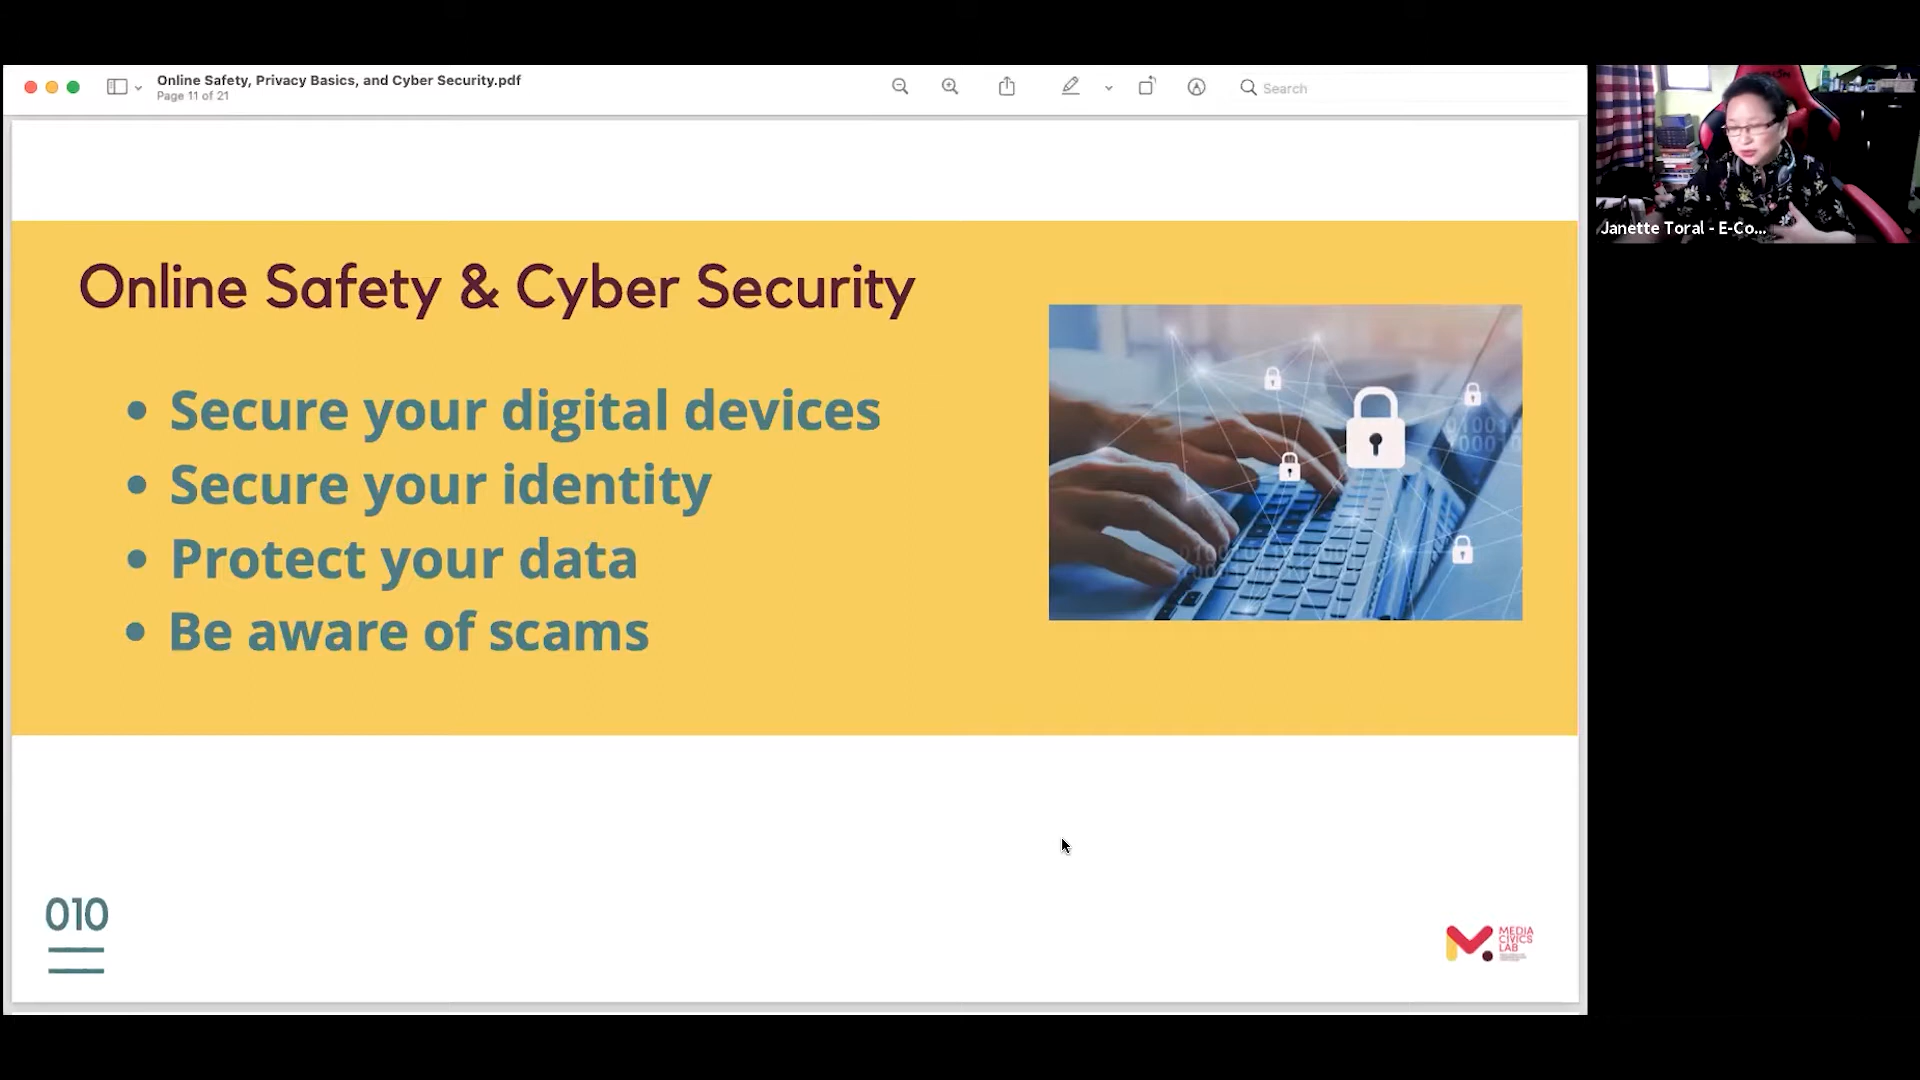 Online Safety, Privacy Basics, and Cyber Security.pdf
Page 11 of 21
Search
Janette Toral - E-Co...
Online Safety & Cyber Security
• Secure your digital devices
• Secure your identity
• Protect your data
• Be aware of scams
010
MEDIA
CIVICS
LAB